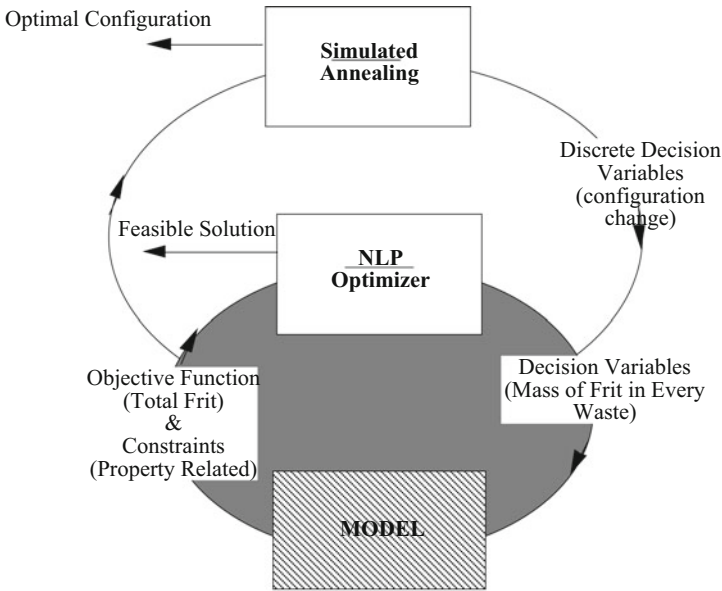 Optimal Configuration
Simulated
Annealing
Discrete Decision
Variables
(configuration
change)
Feasible Solution
NLP
Optimizer
Objective Function
(Total Frit)
&
Constraints
(Property Related)
Decision Variables
(Mass of Frit in Every
Waste)
MODEL